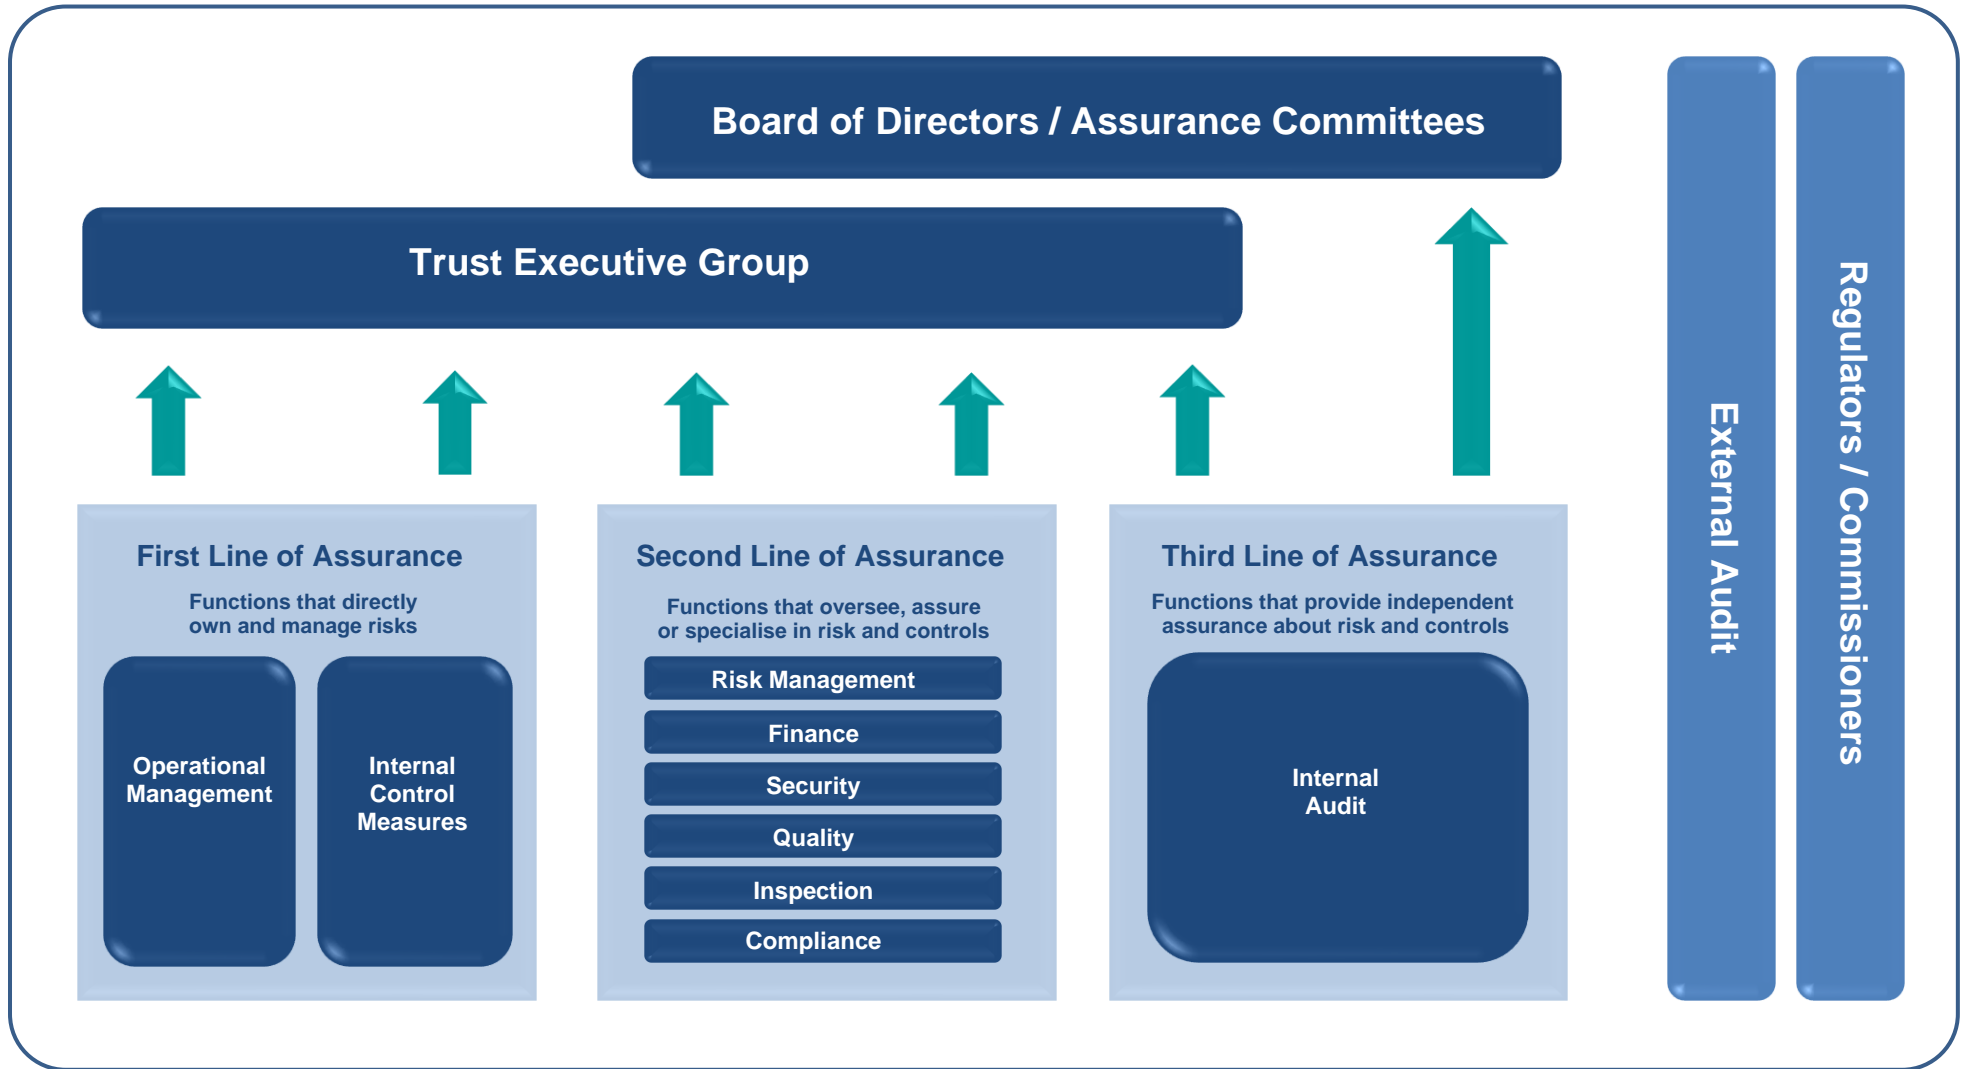 Board of Directors / Assurance Committees
Trust Executive Group
First Line of Assurance
Functions that directly
own and manage risks
Operational
Management
Internal
Control
Measures
Second Line of Assurance
Functions that oversee, assure
or specialise in risk and controls
Risk Management
Finance
Security
Quality
Inspection
Compliance
Third Line of Assurance
Functions that provide independent
assurance about risk and controls
Internal
Audit
External Audit
Regulators / Commissioners